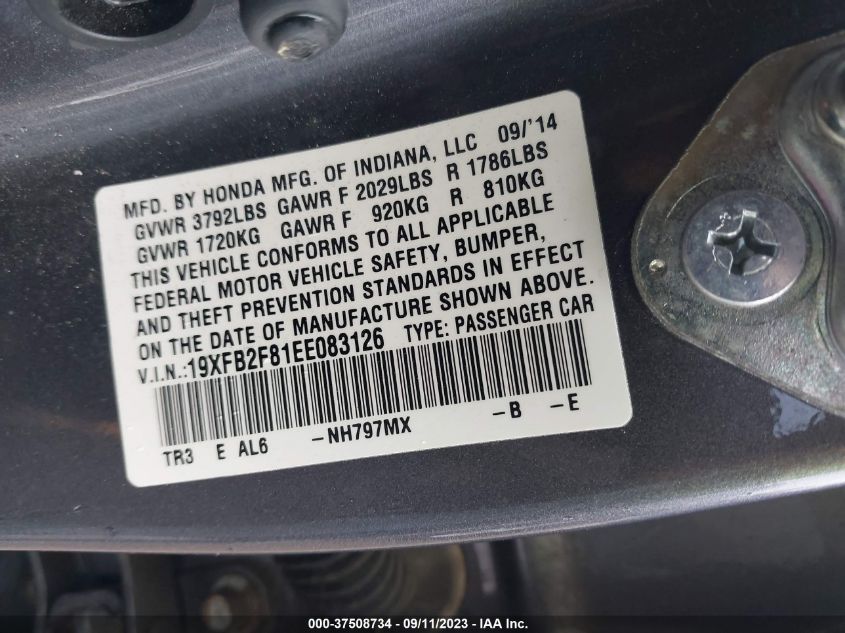 MFD. BY HONDA MFG. OF INDIANA, LLC 09/'14
GVWR 3792LBS GAWR F 2029LBS R 1786LBS
GVWR 1720KG GAWR F 920KG R 810KG
THIS VEHICLE CONFORMS TO ALL APPLICABLE
FEDERAL MOTOR VEHICLE SAFETY, BUMPER,
AND THEFT PREVENTION STANDARDS IN EFFECT
ON THE DATE OF MANUFACTURE SHOWN ABOVE.
V.I.N.:19XFB2F81EE083126 TYPE: PASSENGER CAR
TR3 E AL6 -NH797MX -B -E
000-37508734 - 09/11/2023 - IAA Inc.